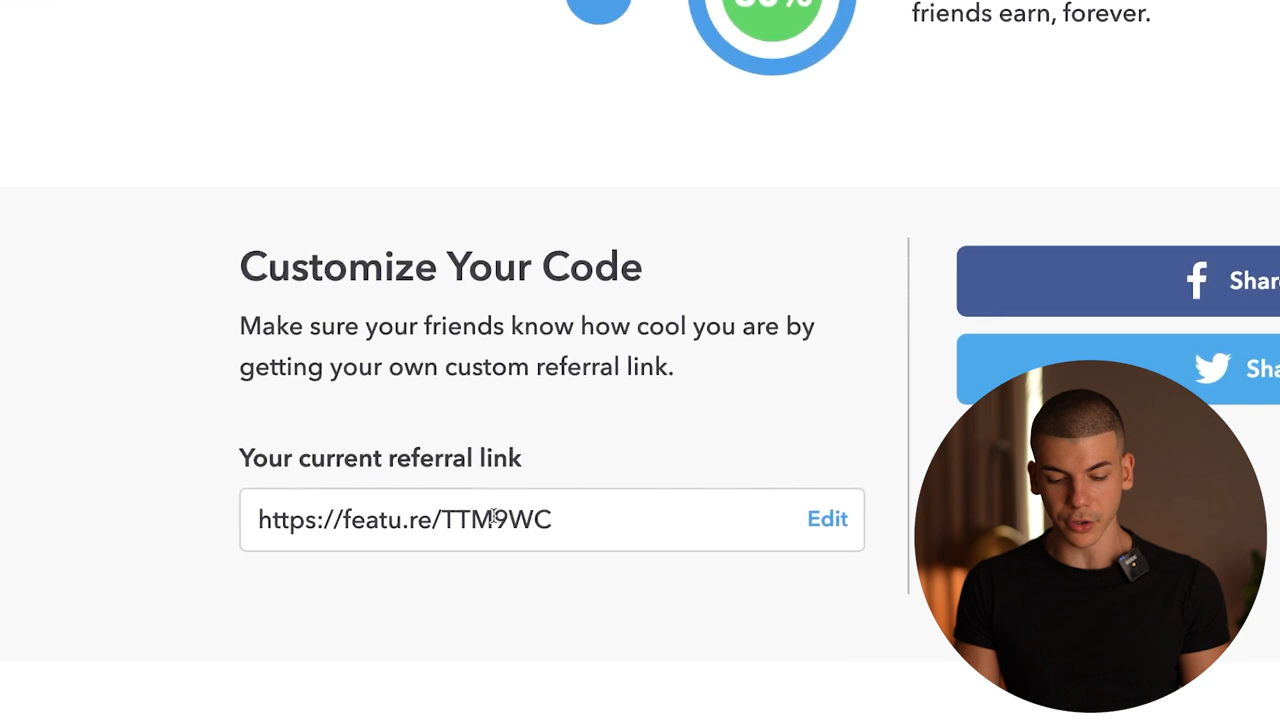 friends earn, forever.
Customize Your Code
Make sure your friends know how cool you are by
getting your own custom referral link.
Your current referral link
https://featu.re/TTM9WC
Edit